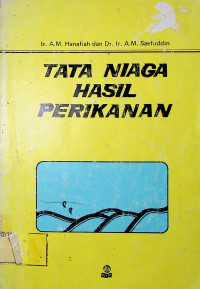 Ir. A.M. Hanafiah dan Dr. Ir. A.M. Saefuddin
TATA NIAGA
HASIL
PERIKANAN